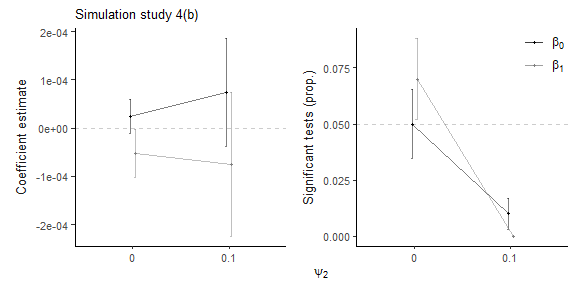 Simulation study 4(b)
Coefficient estimate
2e-04
1e-04
0e+00
-1e-04
-2e-04
0
0.1
Significant tests (prop.)
0.075
0.050
0.025
0.000
0
0.1
β0
β1
Ψ2